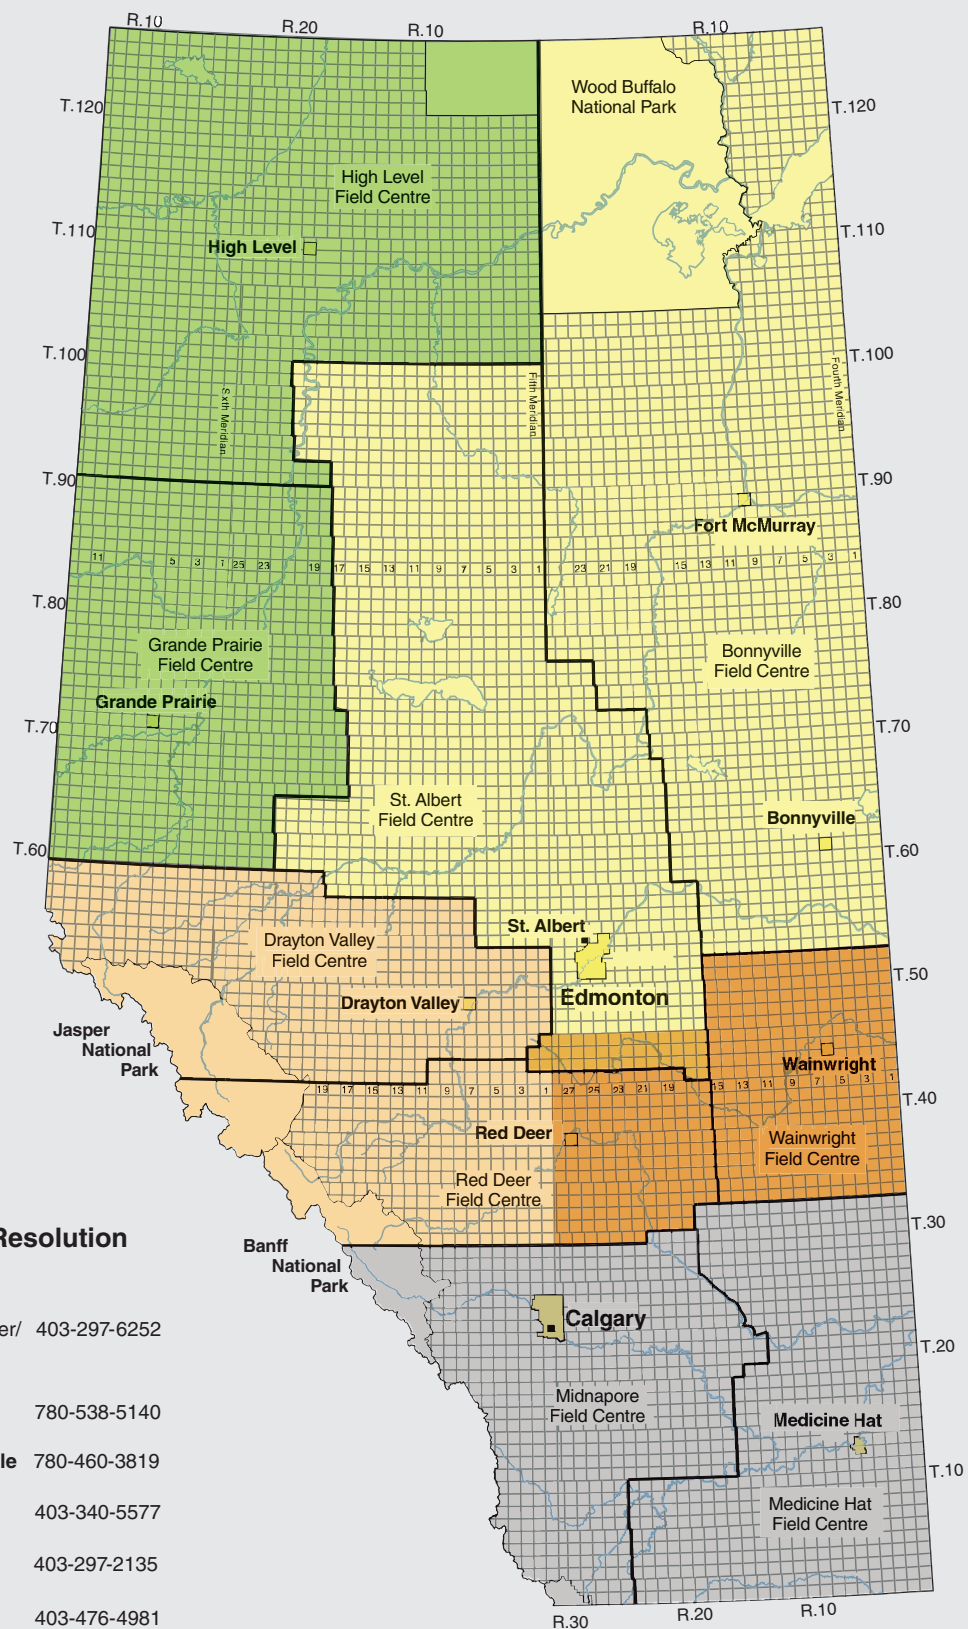 R.10
R.20
R.10
R.10
T.120
T.120
Wood Buffalo
National Park
High Level
Field Centre
T.110
T.110
High Level
T.100
T.100
Sixth Meridian
Fifth Meridian
Fourth Meridian
T.90
T.90
Fort McMurray
11 5 3 1 25 23 19 17 15 13 11 9 7 5 3 1 23 21 19 15 13 11 9 7 5 3 1
T.80
T.80
Grande Prairie
Field Centre
Bonnyville
Field Centre
Grande Prairie
T.70
T.70
St. Albert
Field Centre
Bonnyville
T.60
T.60
St. Albert
Drayton Valley
Field Centre
T.50
Drayton Valley
Edmonton
Jasper
National
Park
Wainwright
19 17 15 13 11 9 7 5 3 1 27 25 23 21 19 15 13 11 9 7 5 3 1
T.40
Red Deer
Wainwright
Field Centre
Red Deer
Field Centre
T.30
Resolution
Banff
National
Park
er/ 403-297-6252
Calgary
T.20
Midnapore
Field Centre
780-538-5140
Medicine Hat
le 780-460-3819
T.10
403-340-5577
Medicine Hat
Field Centre
403-297-2135
403-476-4981
R.30
R.20
R.10